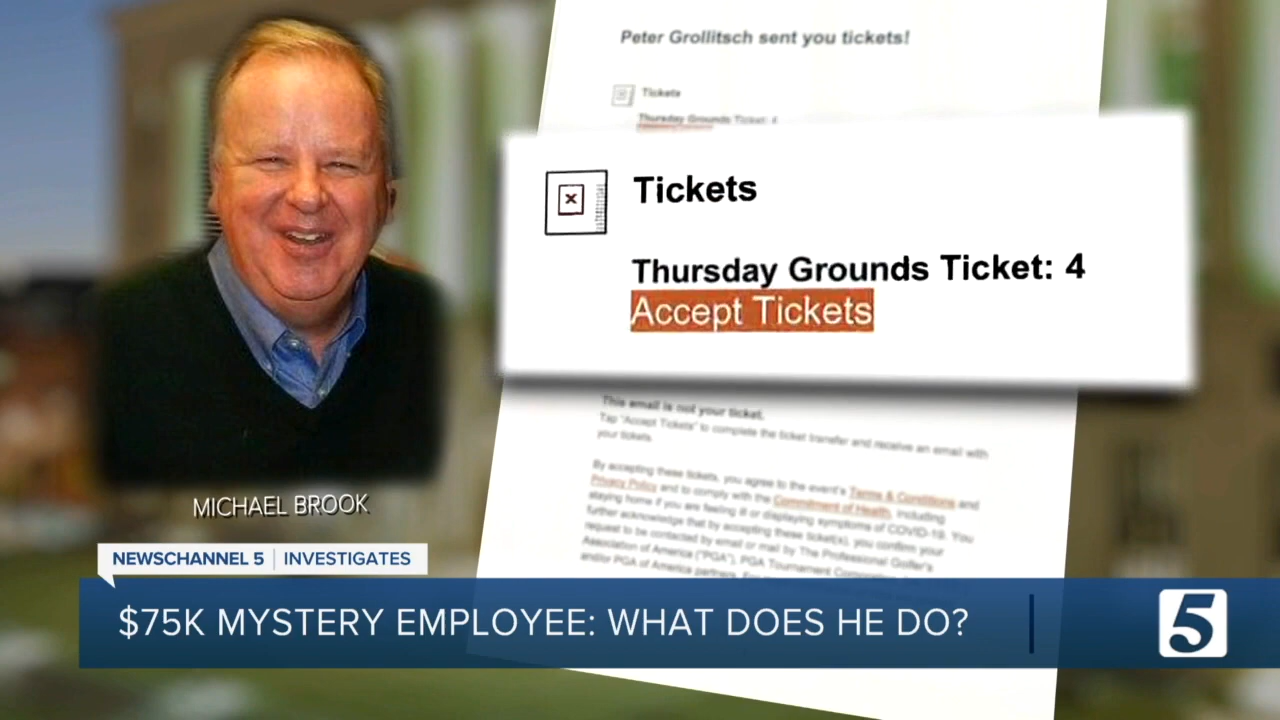 Peter Grollitsch sent you tickets!
Tickets
Thursday Grounds Ticket: 4
Tickets
Thursday Grounds Ticket: 4
Accept Tickets
This email is not your ticket.
Tap "Accept Tickets" to complete the ticket transfer and receive an email with
your tickets.
By accepting these tickets, you agree to the event's Terms & Conditions and
Privacy Policy and to comply with the Commitment of Health, including
staying home if you are feeling ill or displaying symptoms of COVID-19. You
further acknowledge that by accepting these ticket(s), you confirm your
request to be contacted by email or mail by The Professional Golfer's
Association of America ("PGA"), PGA Tournament Corporation
and/or PGA of America partners. For
MICHAEL BROOK
NEWSCHANNEL 5 | INVESTIGATES
$75K MYSTERY EMPLOYEE: WHAT DOES HE DO?
5